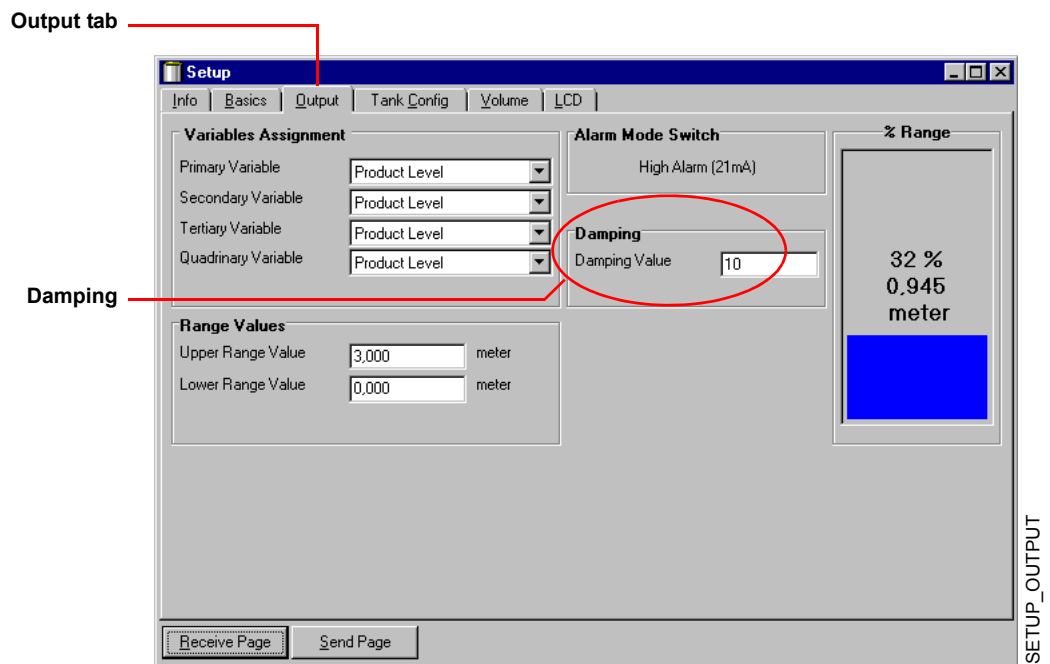 Output tab
Setup
Info Basics Output Tank Config Volume LCD
Variables Assignment
Primary Variable Product Level
Secondary Variable Product Level
Tertiary Variable Product Level
Quadrinary Variable Product Level
Alarm Mode Switch
High Alarm (21mA)
Damping
Damping Value 10
% Range
32 %
0,945
meter
Damping
Range Values
Upper Range Value 3,000 meter
Lower Range Value 0,000 meter
Receive Page Send Page
SETUP_OUTPUT